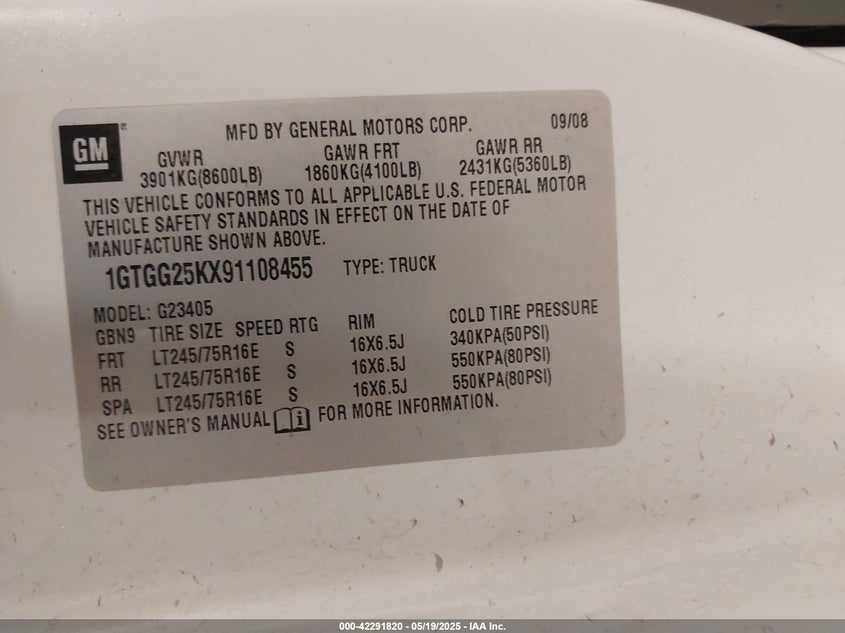 GM®
MFD BY GENERAL MOTORS CORP. 09/08
GVWR GAWR FRT GAWR RR
3901KG(8600LB) 1860KG(4100LB) 2431KG(5360LB)
THIS VEHICLE CONFORMS TO ALL APPLICABLE U.S. FEDERAL MOTOR
VEHICLE SAFETY STANDARDS IN EFFECT ON THE DATE OF
MANUFACTURE SHOWN ABOVE.
1GTGG25KX91108455 TYPE: TRUCK
MODEL: G23405
GBN9 TIRE SIZE SPEED RTG RIM COLD TIRE PRESSURE
FRT LT245/75R16E S 16X6.5J 340KPA(50PSI)
RR LT245/75R16E S 16X6.5J 550KPA(80PSI)
SPA LT245/75R16E S 16X6.5J 550KPA(80PSI)
SEE OWNER'S MANUAL i FOR MORE INFORMATION.
000-42291820 - 05/19/2025 - IAA Inc.